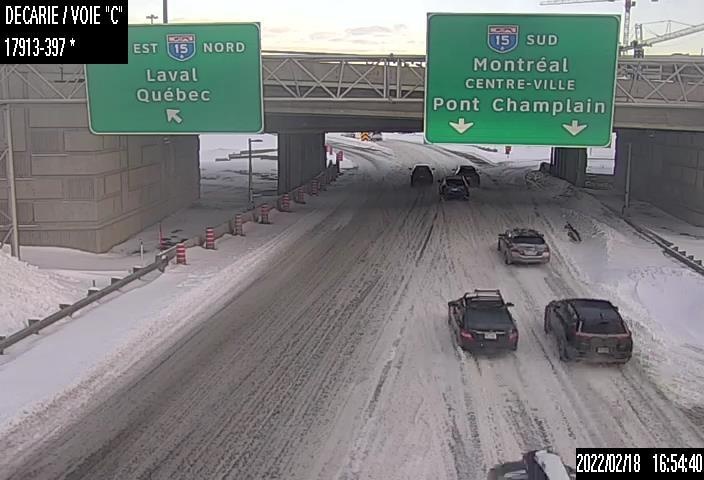 DECARIE / VOIE "C"
17913-397 *
EST 15 NORD
Laval
Québec
15 SUD
Montréal
CENTRE-VILLE
Pont Champlain
2022/02/18 16:54:40